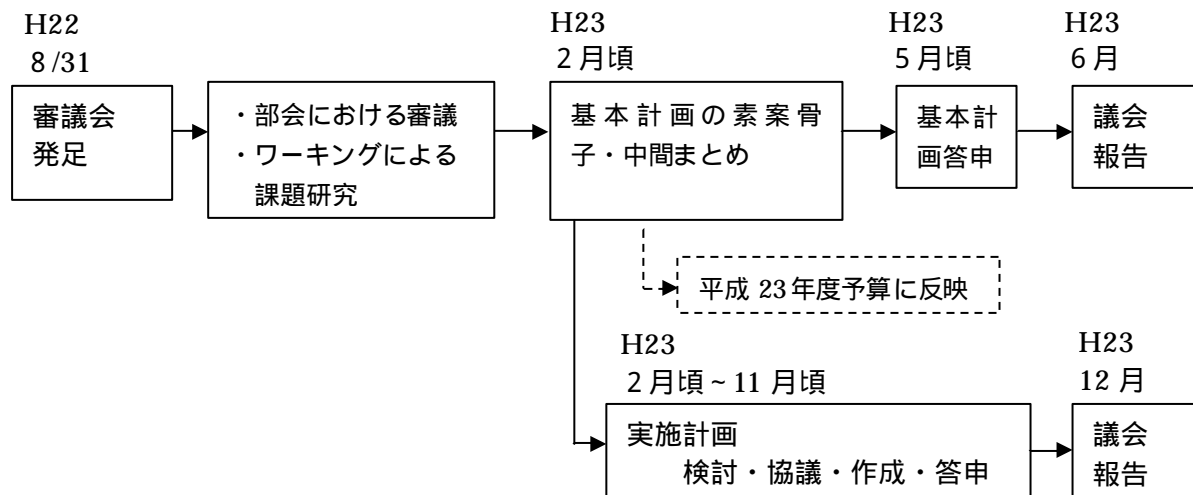 H22
8/31
審議会
発足
・部会における審議
・ワーキングによる
課題研究
H23
2月頃
基本計画の素案骨
子・中間まとめ
H23
5月頃
基本計
画答申
H23
6月
議会
報告
平成 23年度予算に反映
H23
2月頃~11月頃
実施計画
検討・協議・作成・答申
H23
12月
議会
報告